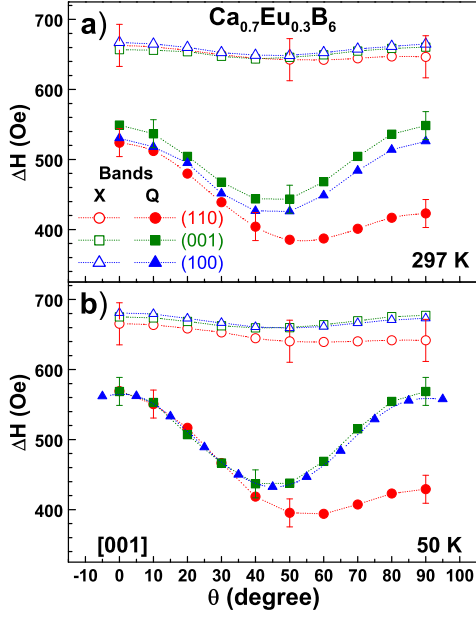 Ca0.7Eu0.3B6
a)
700
600
500
400
ΔH (Oe)
Bands
X Q
(110)
(001)
(100)
297 K
b)
700
600
500
400
ΔH (Oe)
[001]
50 K
-10 0 10 20 30 40 50 60 70 80 90 100
θ (degree)